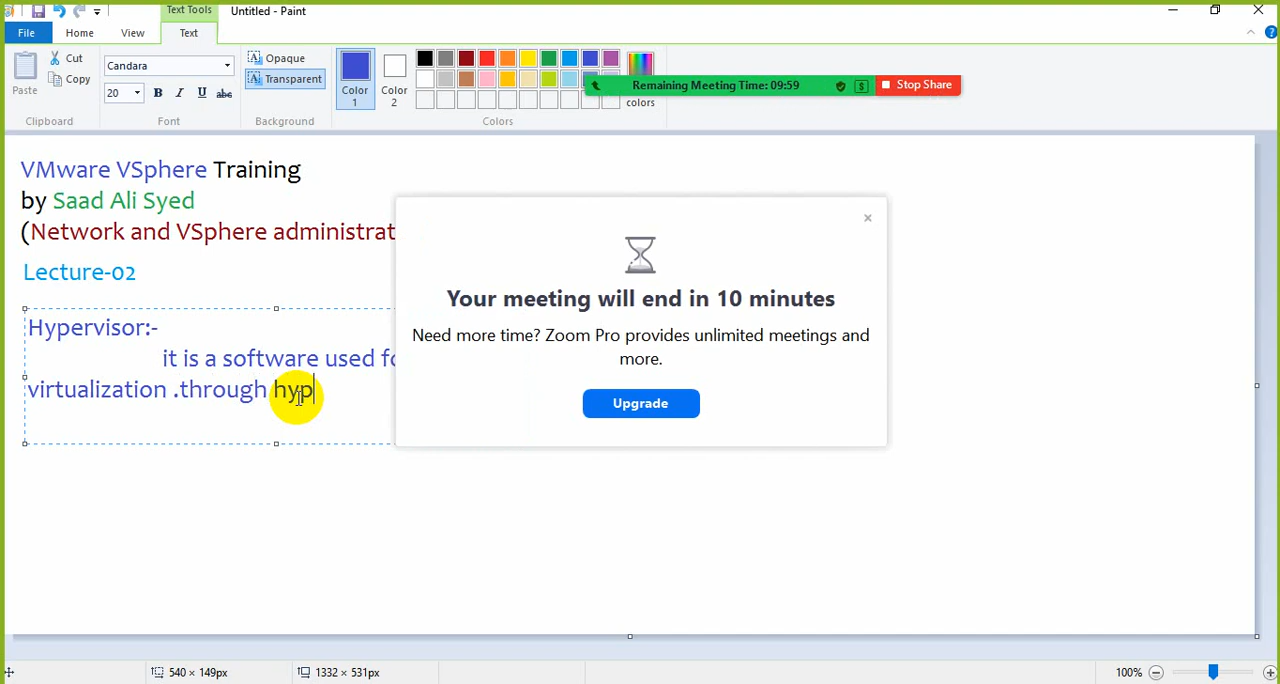 Text Tools
Untitled - Paint
File
Home
View
Text
Paste
Cut
Copy
Clipboard
Candara
20
B I U abc
Font
Opaque
Transparent
Background
Color 1
Color 2
colors
Colors
Remaining Meeting Time: 09:59
Stop Share
VMware VSphere Training
by Saad Ali Syed
(Network and VSphere administrat
Lecture-02
Hypervisor:-
it is a software used fo
virtualization .through hyp
×
Your meeting will end in 10 minutes
Need more time? Zoom Pro provides unlimited meetings and
more.
Upgrade
540 × 149px
1332 × 531px
100%